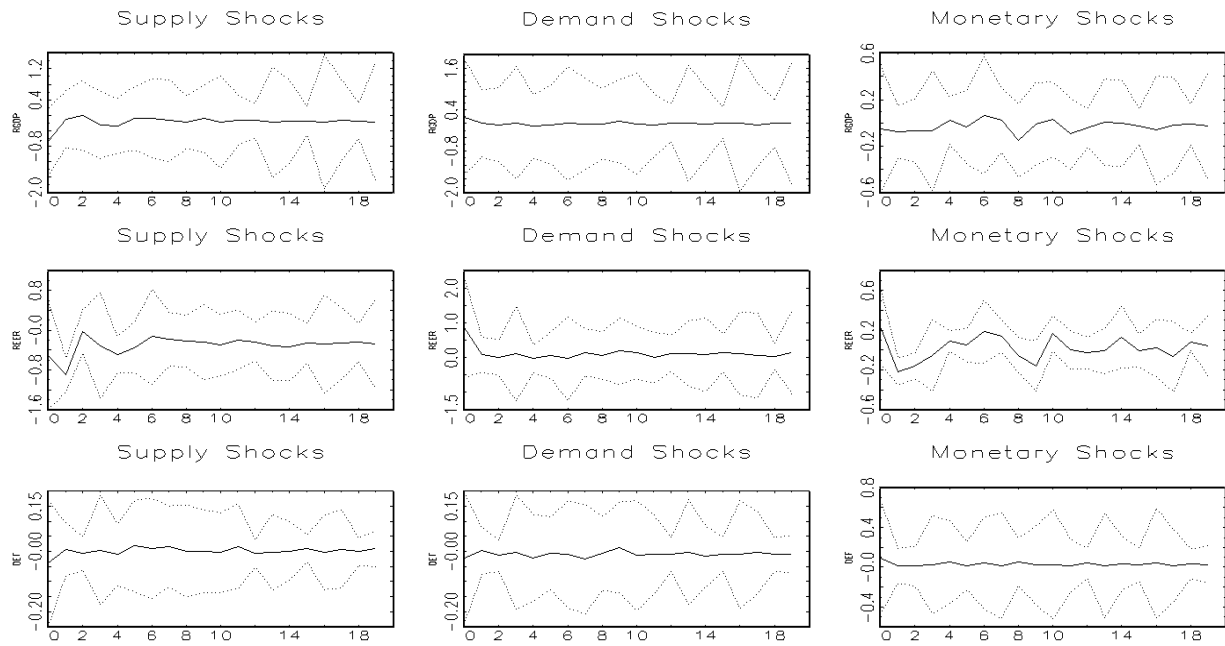 Supply Shocks
Demand Shocks
Monetary Shocks
RGDP
1.2
0.4
-0.8
-2.0
0 2 4 6 8 10 14 18
RGDP
1.6
0.4
-0.8
-2.0
0 2 4 6 8 10 14 18
RGDP
0.6
0.2
-0.2
-0.6
0 2 4 6 8 10 14 18
Supply Shocks
Demand Shocks
Monetary Shocks
REER
0.8
-0.0
-0.8
-1.6
0 2 4 6 8 10 14 18
REER
2.0
1.0
0.0
-1.5
0 2 4 6 8 10 14 18
REER
0.6
0.2
-0.2
-0.6
0 2 4 6 8 10 14 18
Supply Shocks
Demand Shocks
Monetary Shocks
DEF
0.15
-0.00
-0.20
0 2 4 6 8 10 14 18
DEF
0.15
-0.00
-0.20
0 2 4 6 8 10 14 18
DEF
0.8
0.4
-0.0
-0.4
0 2 4 6 8 10 14 18